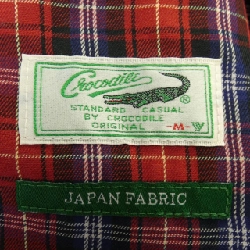 Crocodile
STANDARD CASUAL
BY CROCODILE
ORIGINAL -M- W
JAPAN FABRIC